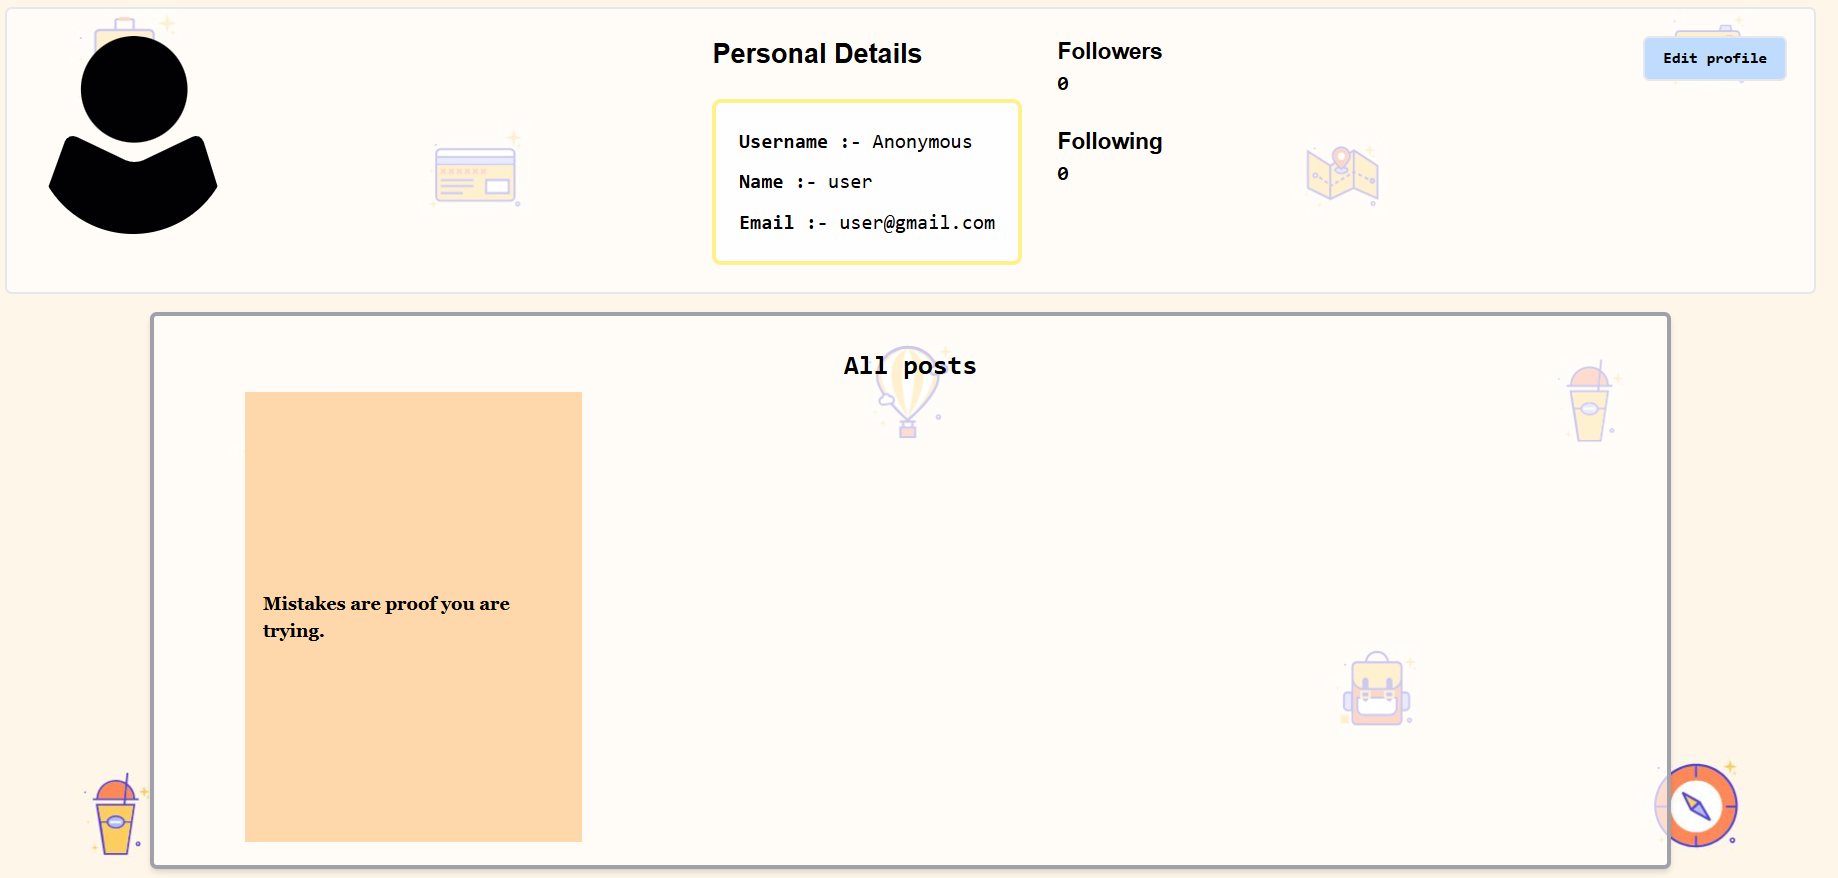 Personal Details
Username :- Anonymous
Name :- user
Email :- user@gmail.com
Followers
0
Following
0
Edit profile
All posts
Mistakes are proof you are
trying.